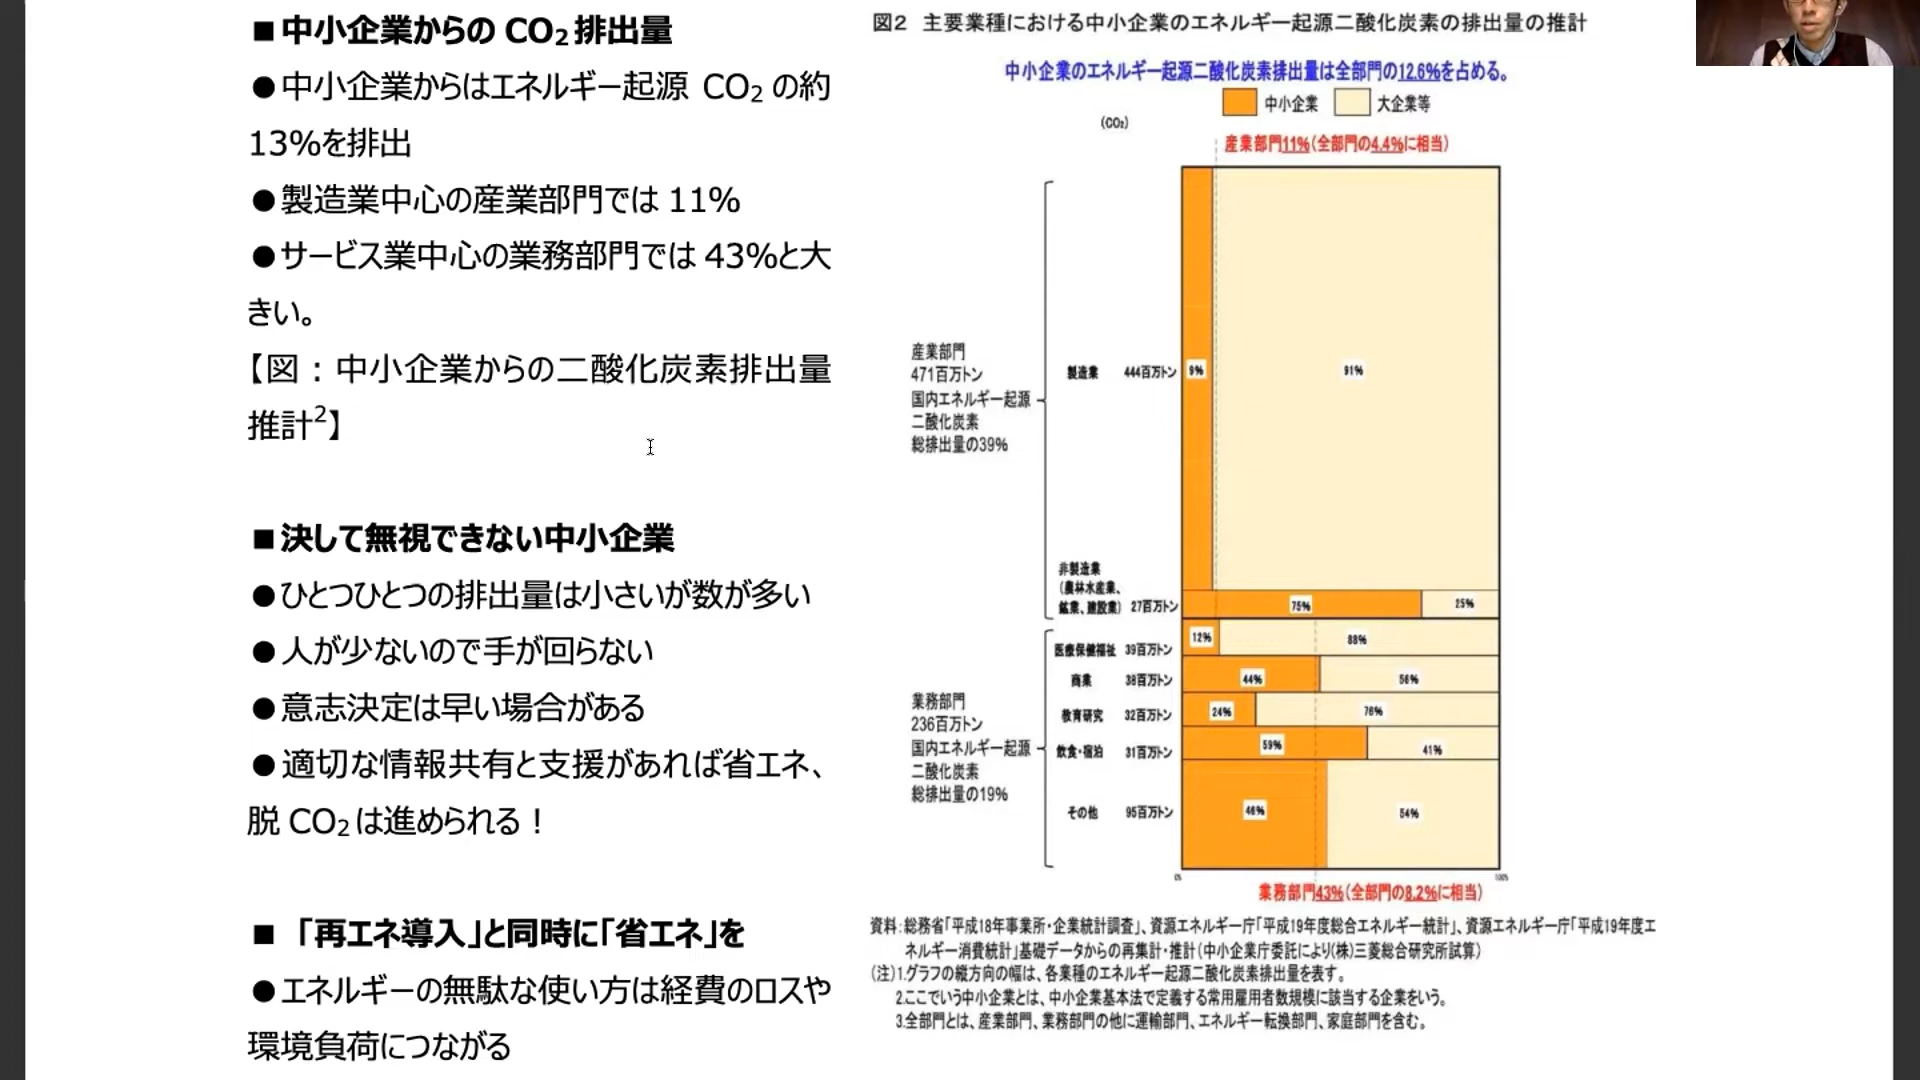 ■中小企業からの CO₂排出量
●中小企業からはエネルギー起源 CO₂ の約
13%を排出
●製造業中心の産業部門では 11%
●サービス業中心の業務部門では 43%と大
きい。
【図：中小企業からの二酸化炭素排出量
推計²】
■決して無視できない中小企業
●ひとつひとつの排出量は小さいが数が多い
●人が少ないので手が回らない
●意志決定は早い場合がある
●適切な情報共有と支援があれば省エネ、
脱 CO₂は進められる！
■「再エネ導入」と同時に「省エネ」を
●エネルギーの無駄な使い方は経費のロスや
環境負荷につながる
図2 主要業種における中小企業のエネルギー起源二酸化炭素の排出量の推計
中小企業のエネルギー起源二酸化炭素排出量は全部門の12.6%を占める。
中小企業 大企業等
(CO₂)
産業部門11%(全部門の4.4%に相当)
産業部門
471百万トン
国内エネルギー起源
二酸化炭素
総排出量の39%
製造業 444百万トン 9% 91%
非製造業
(農林水産業、
鉱業、建設業) 27百万トン 75% 25%
医療保健福祉 39百万トン 12% 88%
商業 38百万トン 44% 56%
教育研究 32百万トン 24% 76%
飲食・宿泊 31百万トン 59% 41%
その他 95百万トン 46% 54%
業務部門
236百万トン
国内エネルギー起源
二酸化炭素
総排出量の19%
0% 100%
業務部門43%(全部門の8.2%に相当)
資料：総務省「平成18年事業所・企業統計調査」、資源エネルギー庁「平成19年度総合エネルギー統計」、資源エネルギー庁「平成19年度エ
ネルギー消費統計」基礎データからの再集計・推計(中小企業庁委託により(株)三菱総合研究所試算)
(注)1.グラフの縦方向の幅は、各業種のエネルギー起源二酸化炭素排出量を表す。
2.ここでいう中小企業とは、中小企業基本法で定義する常用雇用者数規模に該当する企業をいう。
3.全部門とは、産業部門、業務部門の他に運輸部門、エネルギー転換部門、家庭部門を含む。